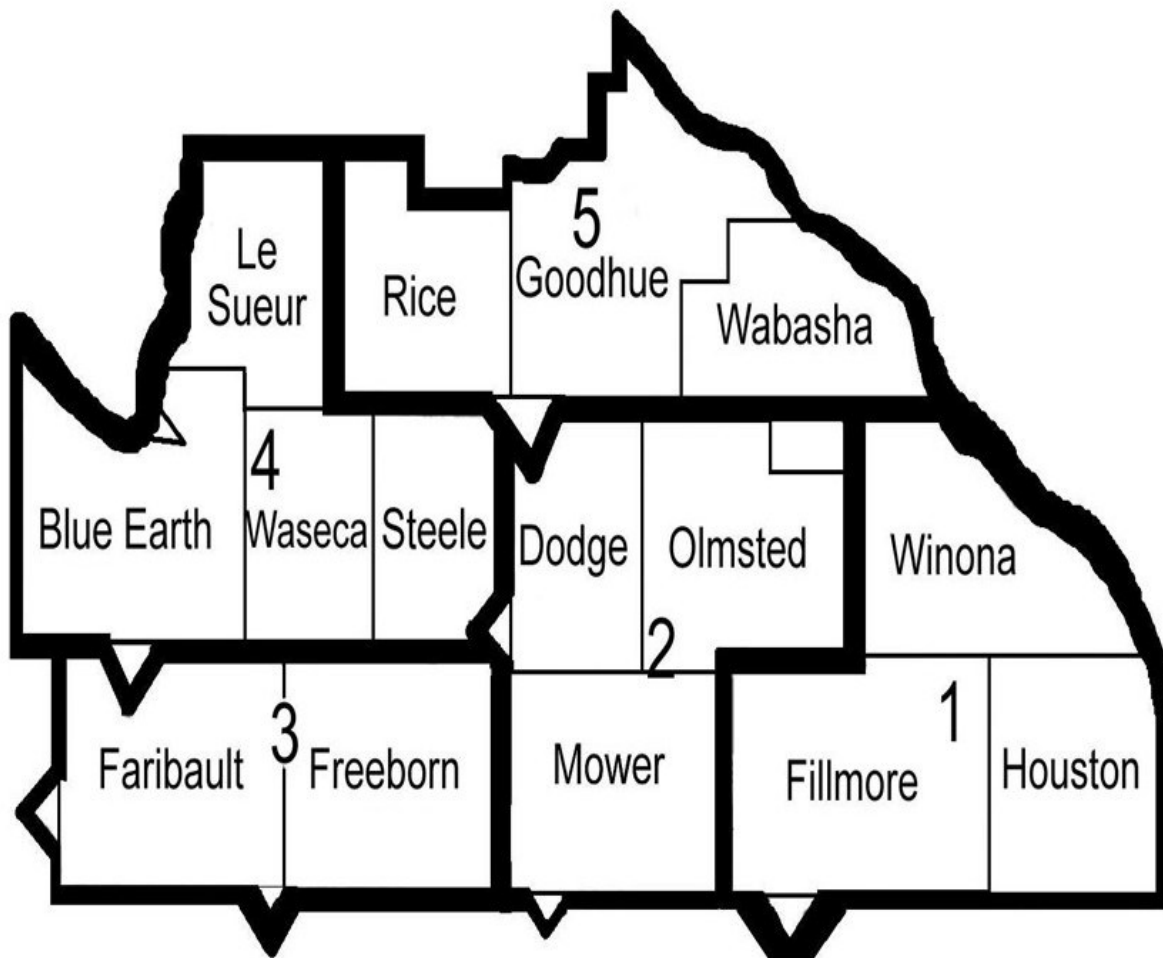 5
Le
Sueur
Rice
Goodhue
Wabasha
4
Blue Earth
Waseca
Steele
Dodge
Olmsted
Winona
2
3
1
Faribault
Freeborn
Mower
Fillmore
Houston